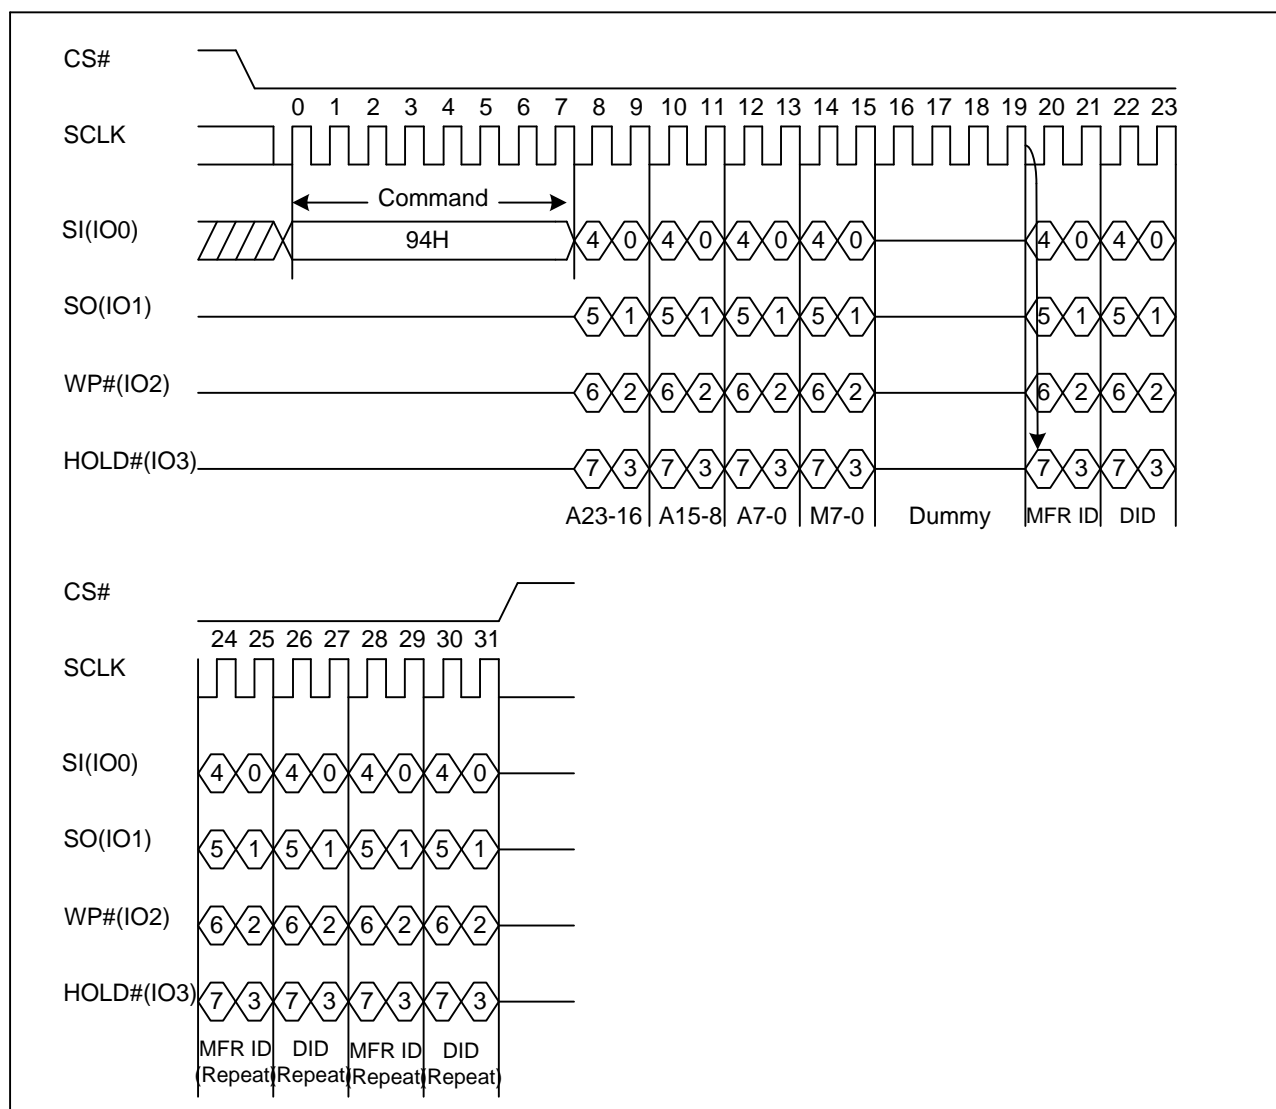 CS#
0 1 2 3 4 5 6 7 8 9 10 11 12 13 14 15 16 17 18 19 20 21 22 23
SCLK
Command
SI(IO0)
94H 4 0 4 0 4 0 4 0 4 0 4 0
SO(IO1)
5 1 5 1 5 1 5 1 5 1 5 1
WP#(IO2)
6 2 6 2 6 2 6 2 6 2 6 2
HOLD#(IO3)
7 3 7 3 7 3 7 3 7 3 7 3
A23-16 A15-8 A7-0 M7-0 Dummy MFR ID DID
CS#
24 25 26 27 28 29 30 31
SCLK
SI(IO0)
4 0 4 0 4 0 4 0
SO(IO1)
5 1 5 1 5 1 5 1
WP#(IO2)
6 2 6 2 6 2 6 2
HOLD#(IO3)
7 3 7 3 7 3 7 3
MFR ID DID MFR ID DID
(Repeat) (Repeat) (Repeat) (Repeat)